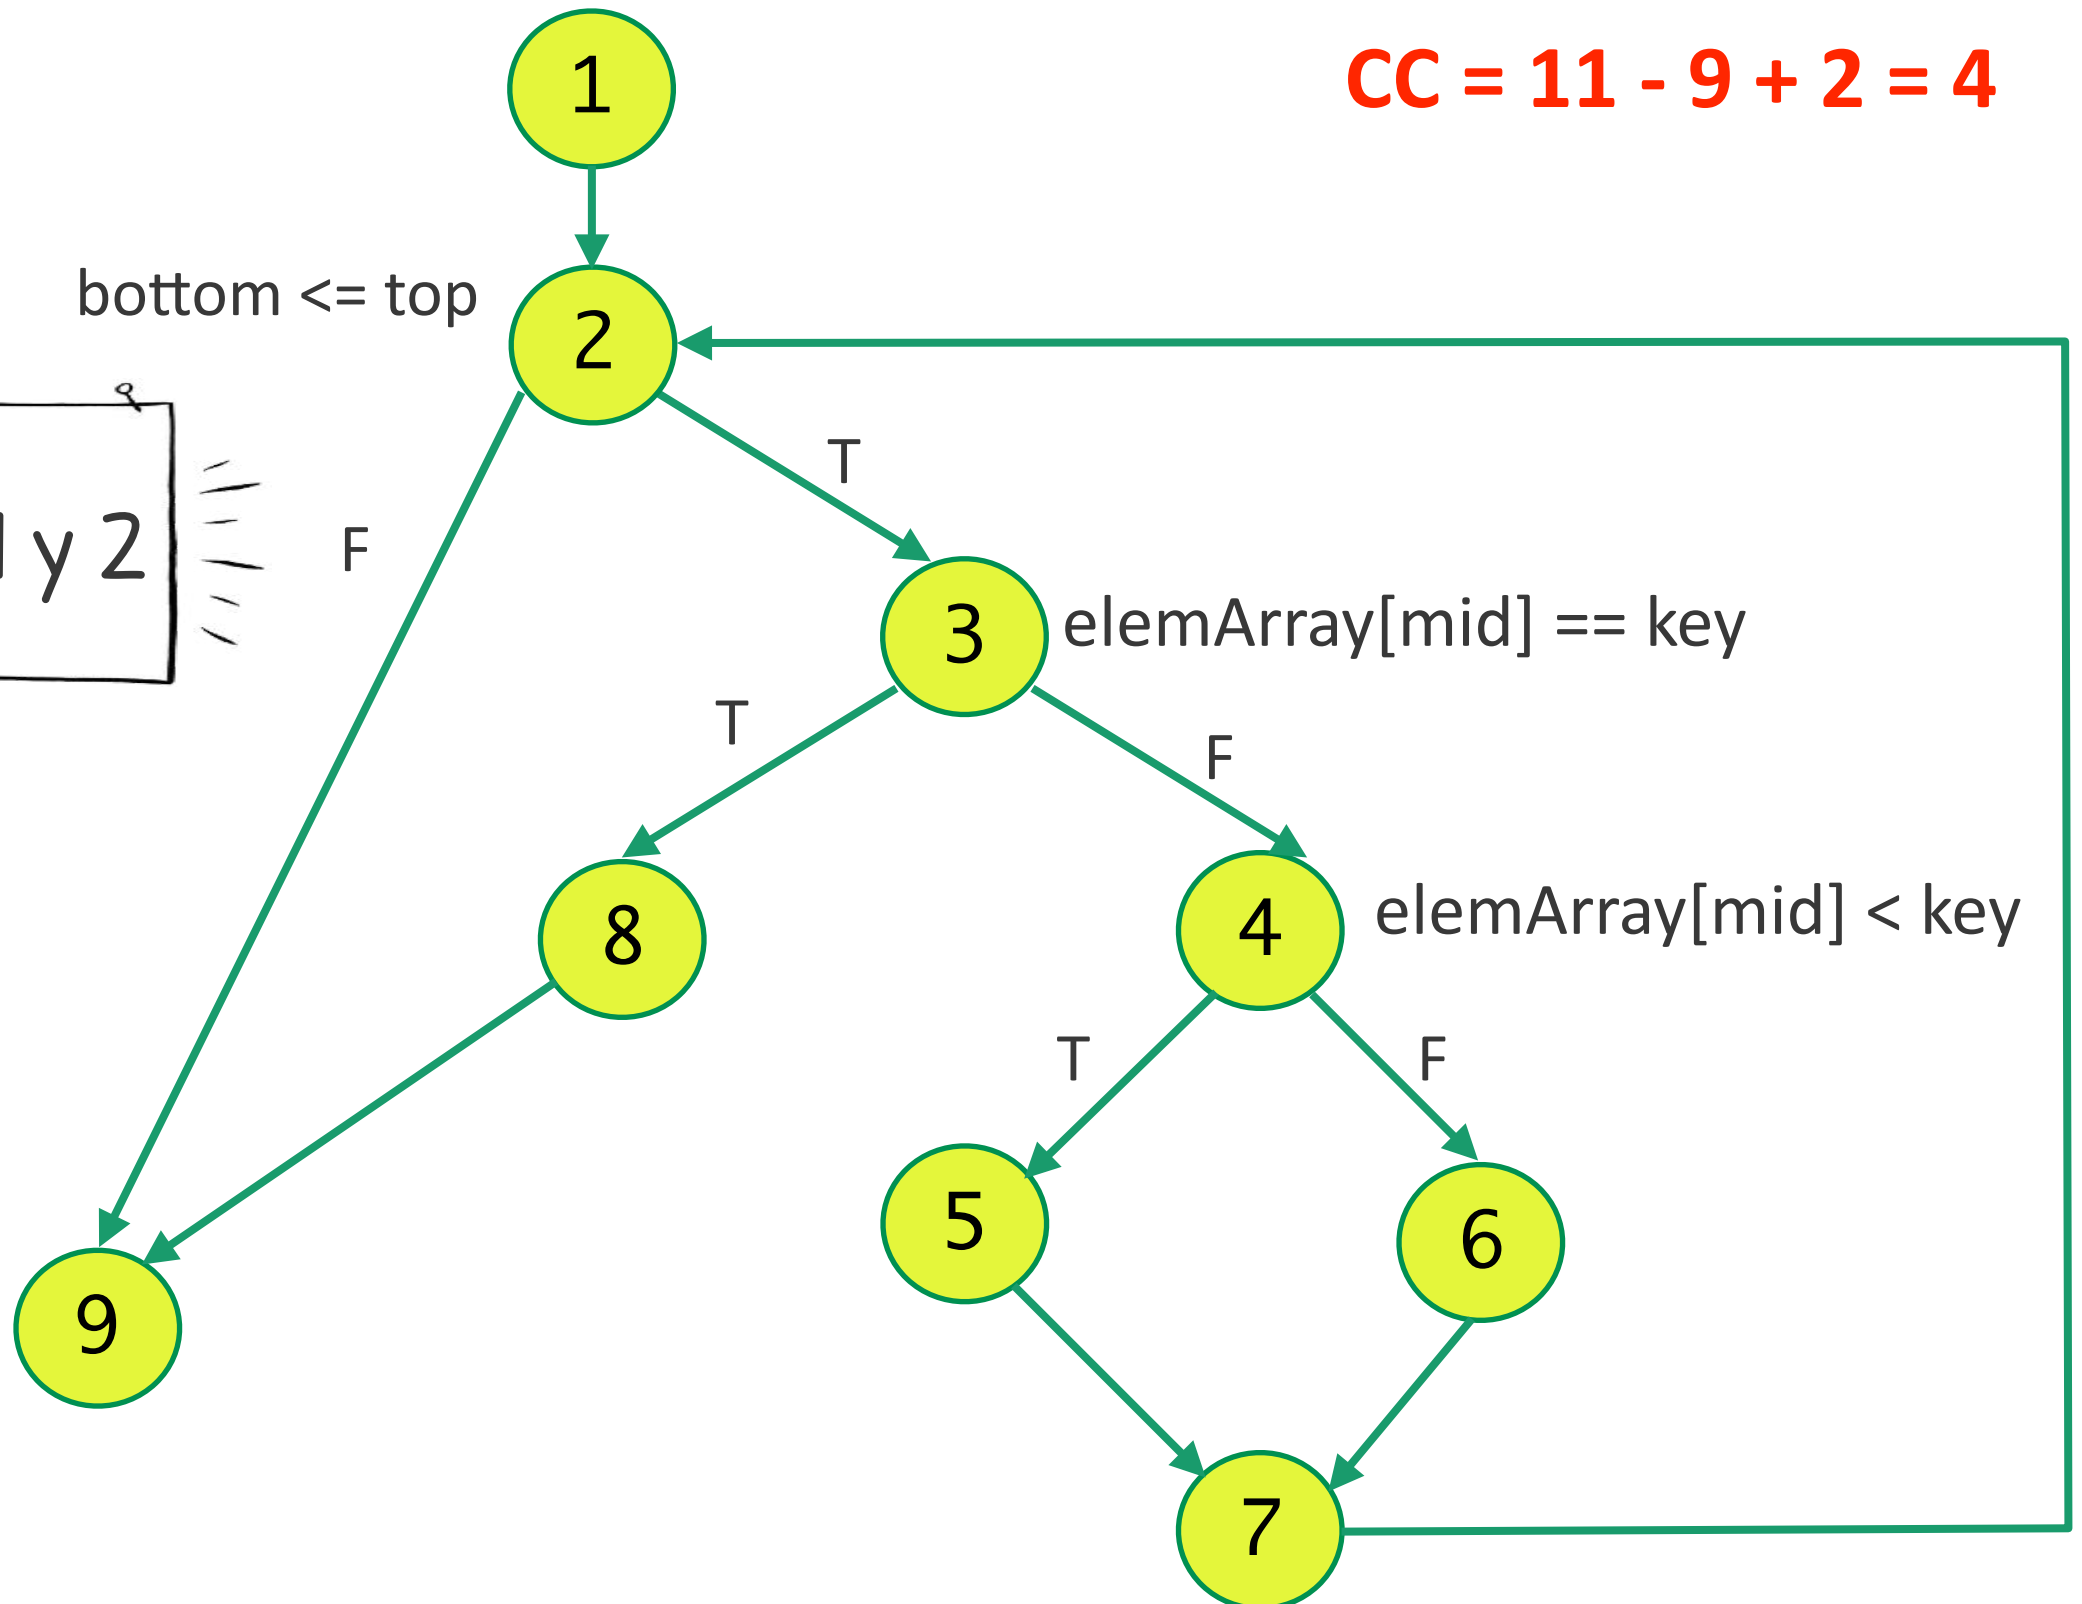 1
CC = 11 - 9 + 2 = 4
bottom <= top
2
T
y 2
F
3
elemArray[mid] == key
T
F
8
4
elemArray[mid] < key
T
F
5
6
9
7